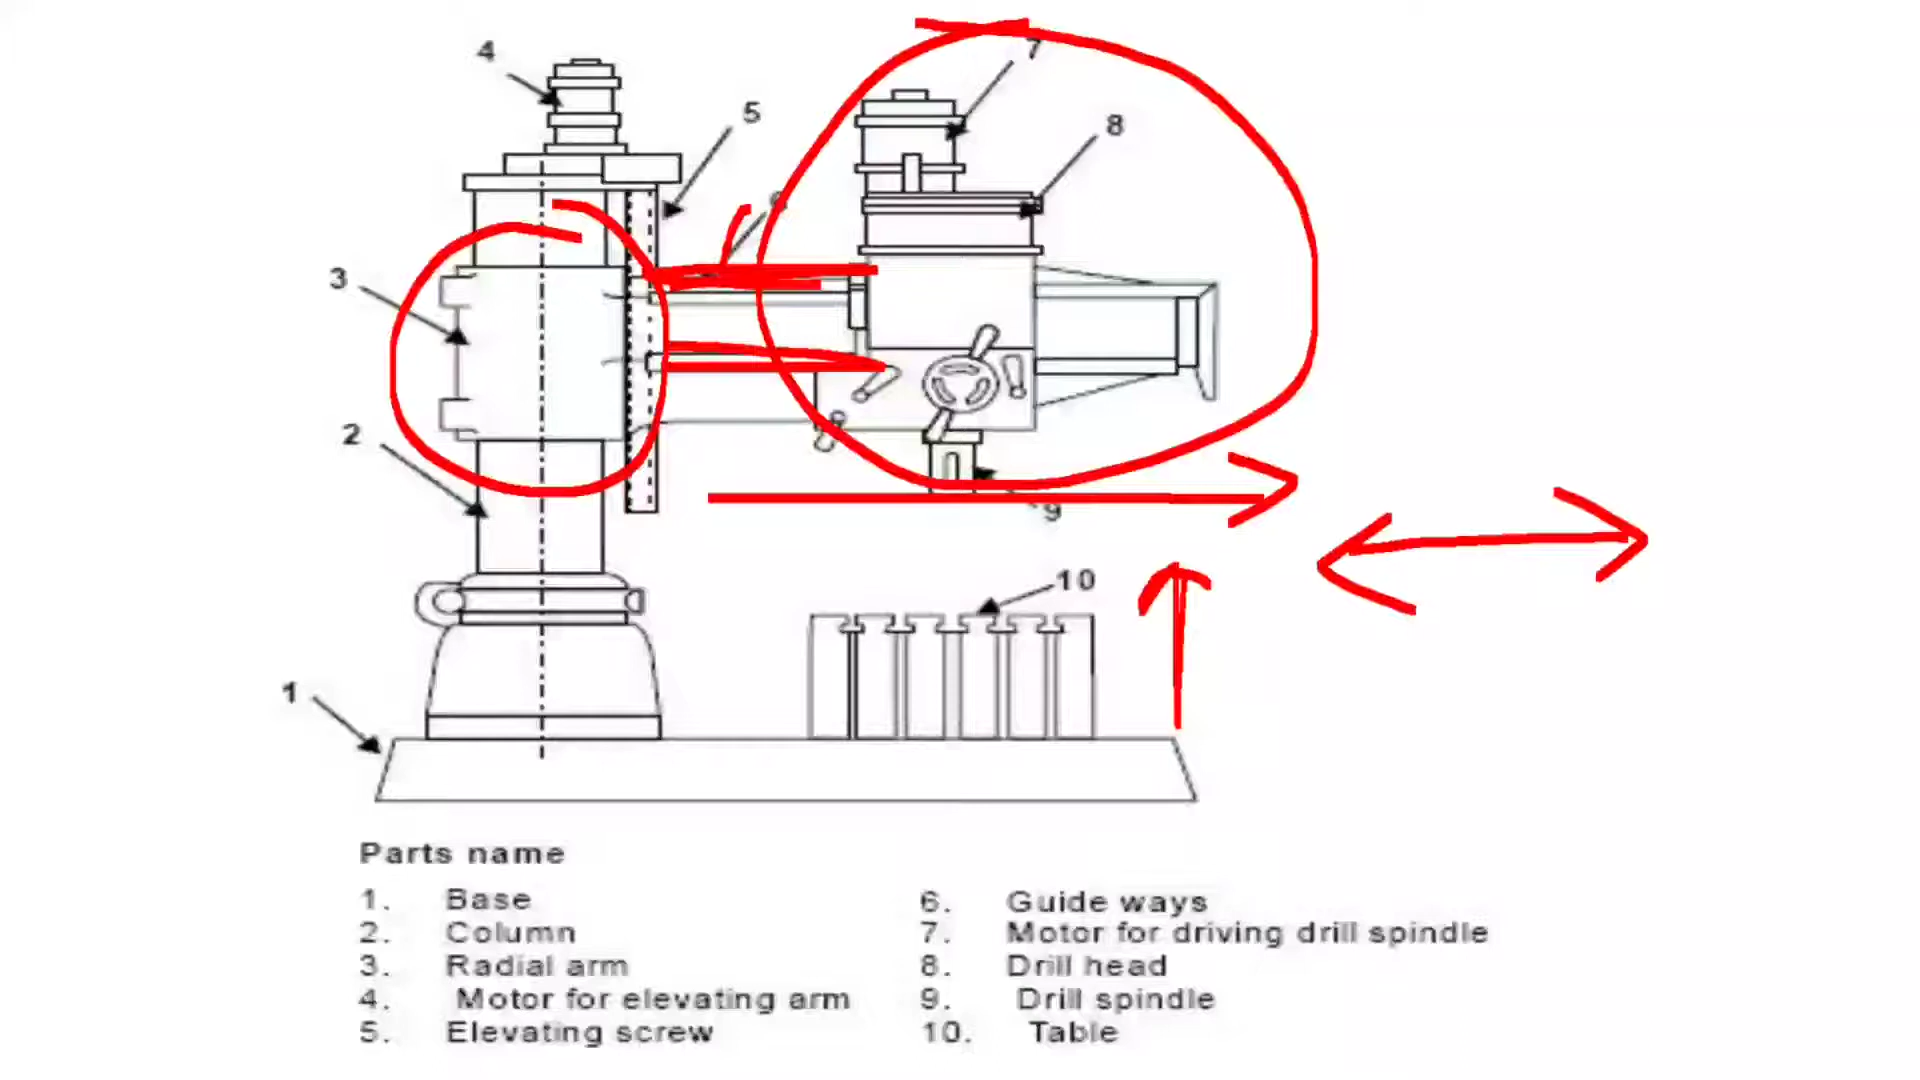 4
7
5
8
3
2
9
10
1
Parts name
1. Base
2. Column
3. Radial arm
4. Motor for elevating arm
5. Elevating screw
6. Guide ways
7. Motor for driving drill spindle
8. Drill head
9. Drill spindle
10. Table